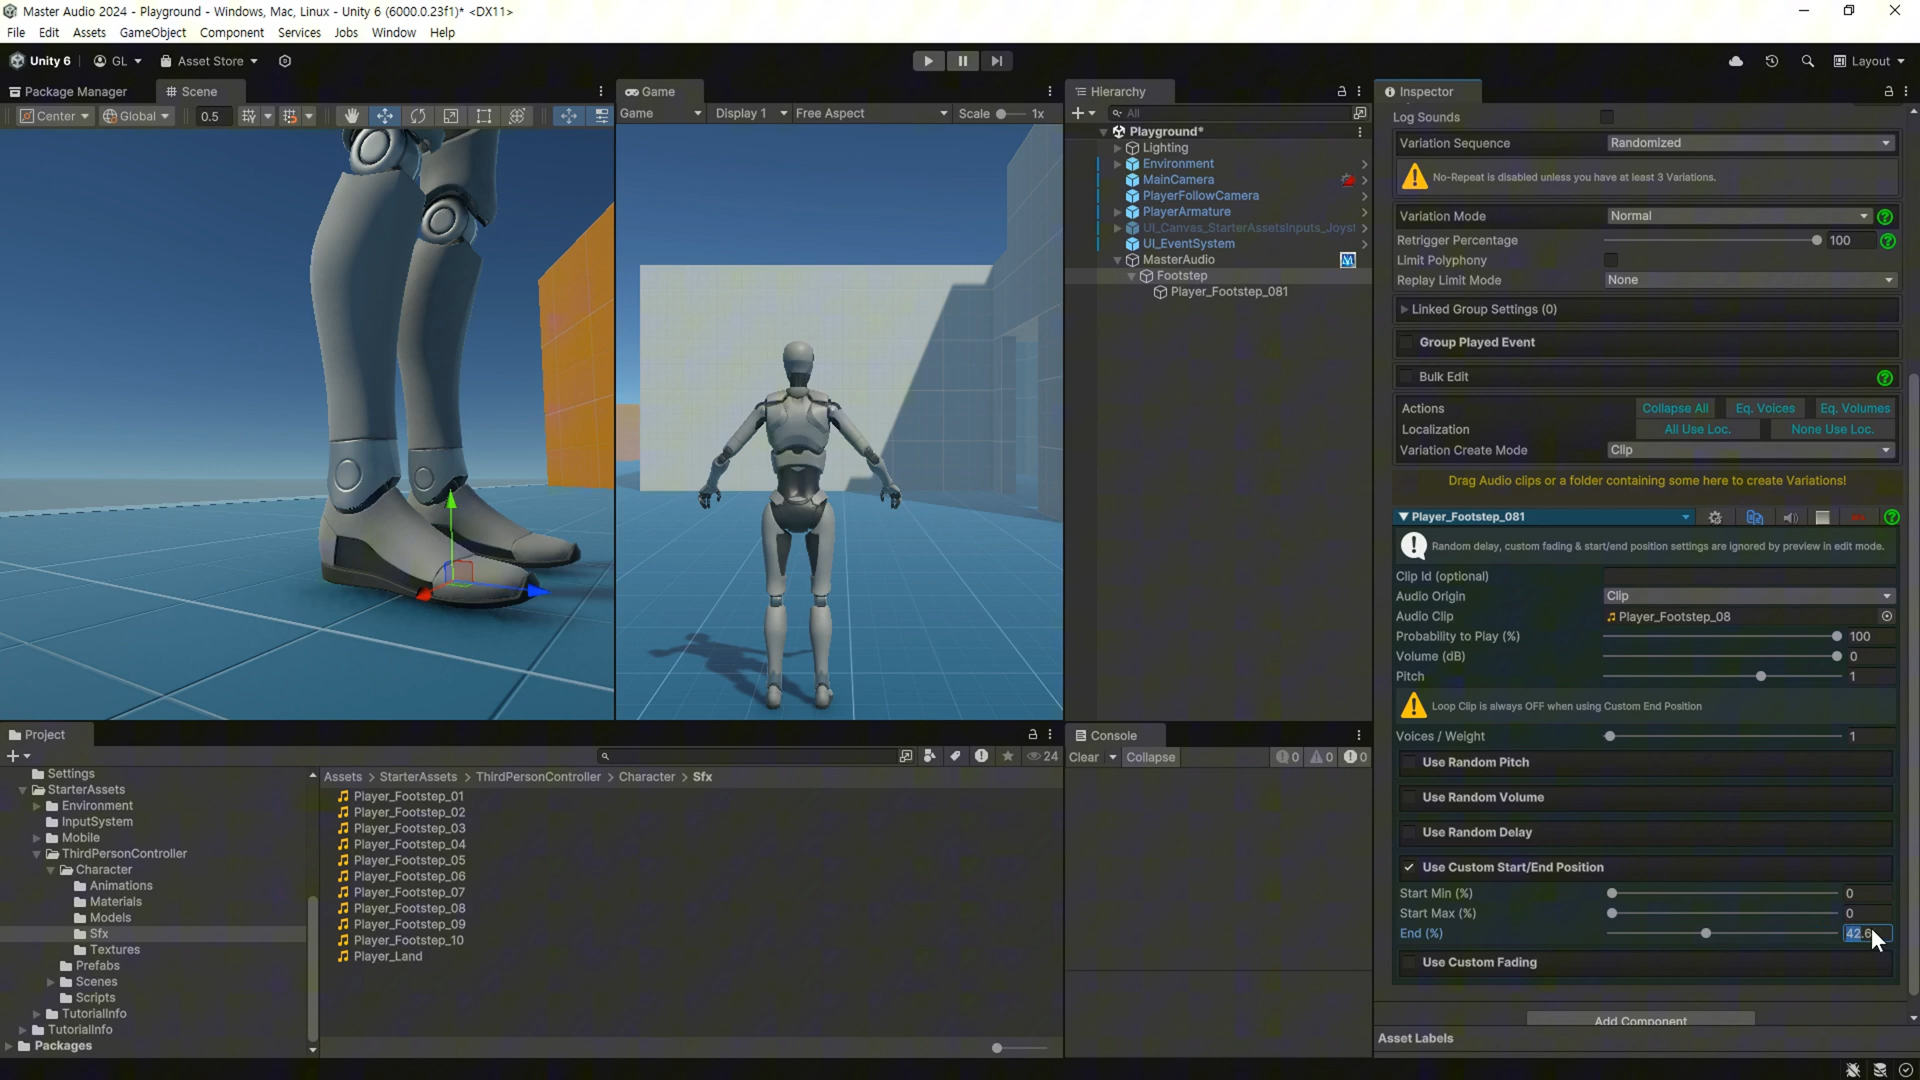 Master Audio 2024 - Playground - Windows, Mac, Linux - Unity 6 (6000.0.23f1)* <DX11>
File Edit Assets GameObject Component Services Jobs Window Help
Unity 6 GL Asset Store Layout
Package Manager Scene
Center Global 0.5
Game
Game Display 1 Free Aspect Scale 1x
Hierarchy
All
Playground*
Lighting
Environment
MainCamera
PlayerFollowCamera
PlayerArmature
UI_Canvas_StarterAssetsInputs_Joyst
UI_EventSystem
MasterAudio
Footstep
Player_Footstep_081
Inspector
Log Sounds
Variation Sequence Randomized
No-Repeat is disabled unless you have at least 3 Variations.
Variation Mode Normal
Retrigger Percentage 100
Limit Polyphony
Replay Limit Mode None
Linked Group Settings (0)
Group Played Event
Bulk Edit
Actions Collapse All Eq. Voices Eq. Volumes
Localization All Use Loc. None Use Loc.
Variation Create Mode Clip
Drag Audio clips or a folder containing some here to create Variations!
Player_Footstep_081
Random delay, custom fading & start/end position settings are ignored by preview in edit mode.
Clip Id (optional)
Audio Origin Clip
Audio Clip Player_Footstep_08
Probability to Play (%) 100
Volume (dB) 0
Pitch 1
Loop Clip is always OFF when using Custom End Position
Voices / Weight 1
Use Random Pitch
Use Random Volume
Use Random Delay
Use Custom Start/End Position
Start Min (%) 0
Start Max (%) 0
End (%) 42.6
Use Custom Fading
Add Component
Asset Labels
Project
24
Settings
StarterAssets
Environment
InputSystem
Mobile
ThirdPersonController
Character
Animations
Materials
Models
Sfx
Textures
Prefabs
Scenes
Scripts
TutorialInfo
TutorialInfo
Packages
Assets > StarterAssets > ThirdPersonController > Character > Sfx
Player_Footstep_01
Player_Footstep_02
Player_Footstep_03
Player_Footstep_04
Player_Footstep_05
Player_Footstep_06
Player_Footstep_07
Player_Footstep_08
Player_Footstep_09
Player_Footstep_10
Player_Land
Console
Clear Collapse 0 0 0